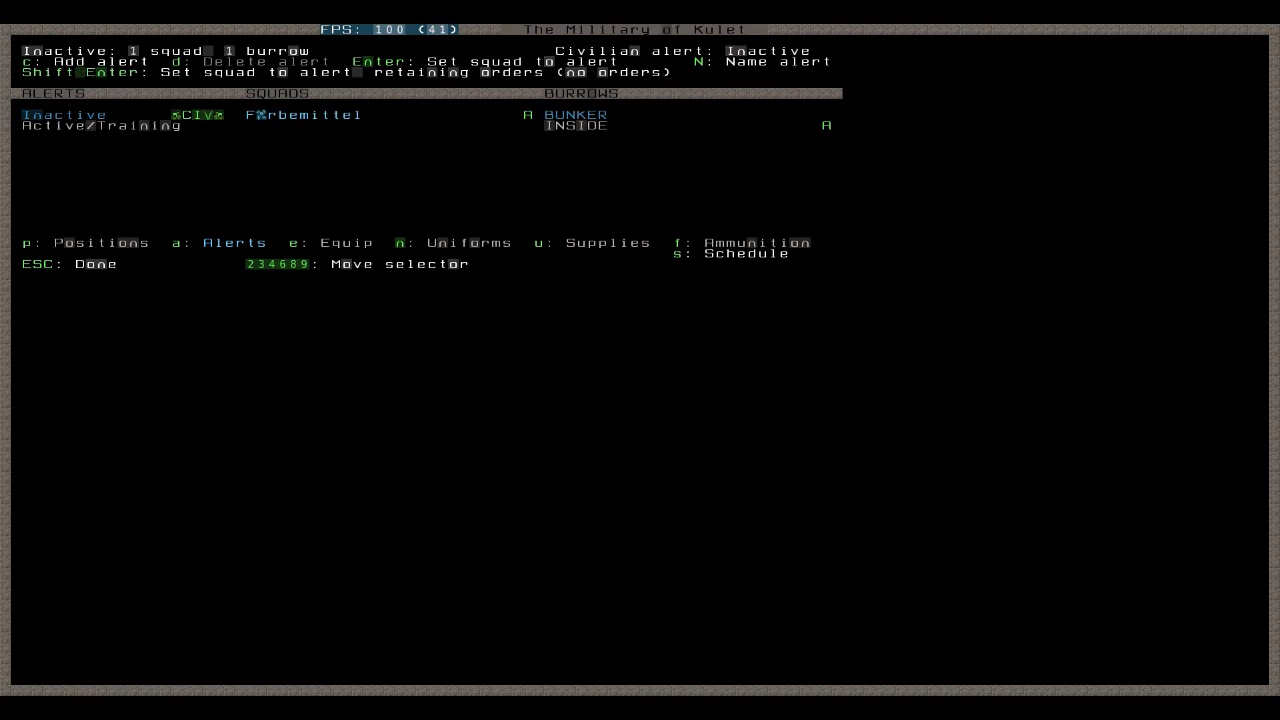 FPS: 100 (41) The Military of Kulet
Inactive: 1 squad 1 burrow Civilian alert: Inactive
c: Add alert d: Delete alert Enter: Set squad to alert N: Name alert
Shift Enter: Set squad to alert retaining orders (no orders)
ALERTS SQUADS BURROWS
Inactive CIV A BUNKER
Active/Training INSIDE A
p: Positions a: Alerts e: Equip n: Uniforms u: Supplies f: Ammunition
s: Schedule
ESC: Done 234689: Move selector